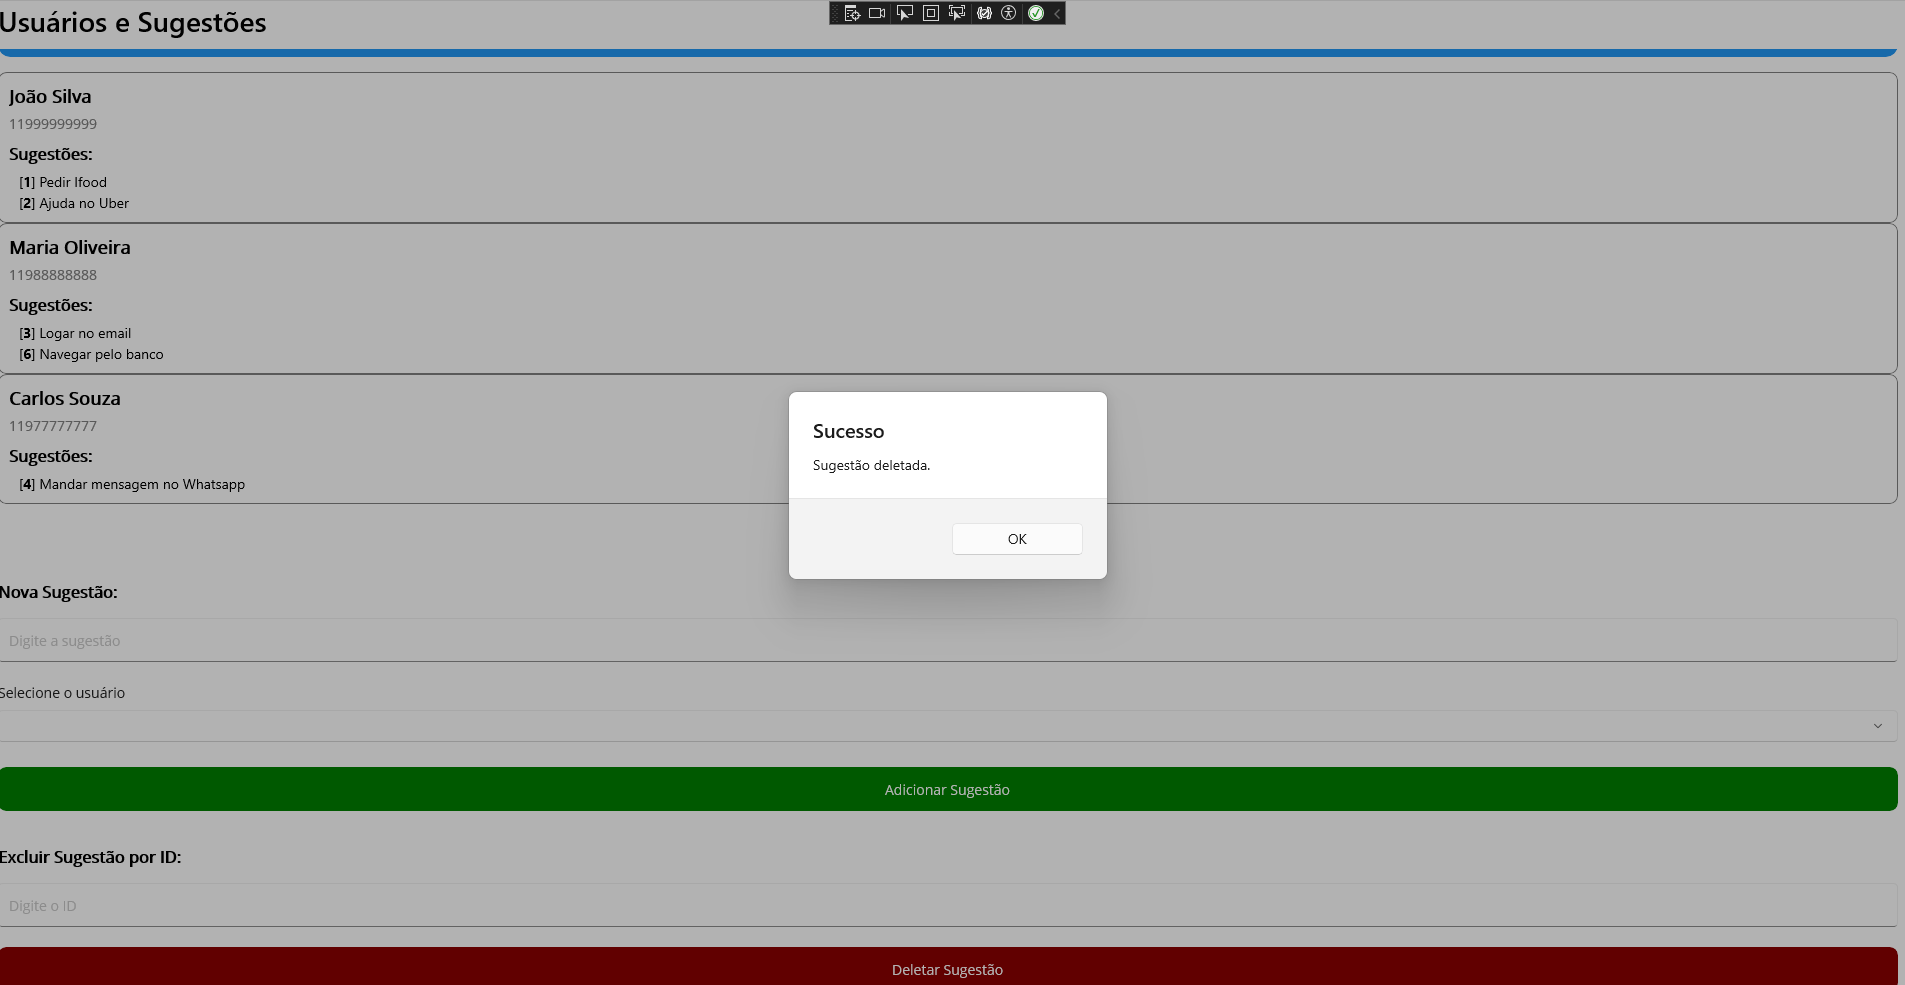 Usuários e Sugestões
João Silva
11999999999
Sugestões:
[1] Pedir Ifood
[2] Ajuda no Uber
Maria Oliveira
11988888888
Sugestões:
[3] Logar no email
[6] Navegar pelo banco
Carlos Souza
11977777777
Sugestões:
[4] Mandar mensagem no Whatsapp
Sucesso
Sugestão deletada.
OK
Nova Sugestão:
Digite a sugestão
Selecione o usuário
Adicionar Sugestão
Excluir Sugestão por ID:
Digite o ID
Deletar Sugestão